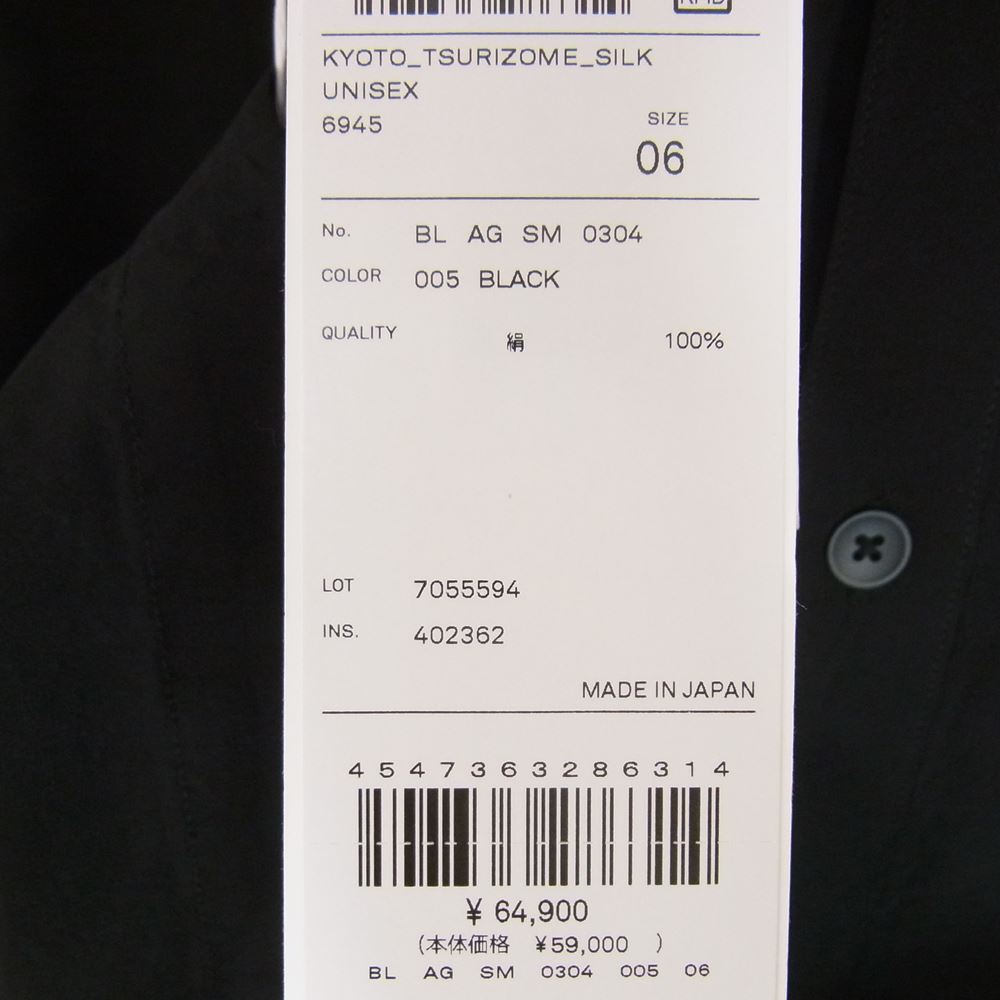 KYOTO_TSURIZOME_SILK
UNISEX
6945
SIZE
06
No. BL AG SM 0304
COLOR 005 BLACK
QUALITY 絹 100%
LOT 7055594
INS. 402362
MADE IN JAPAN
4547363286314
¥ 64,900
(本体価格 ¥59,000 )
BL AG SM 0304 005 06